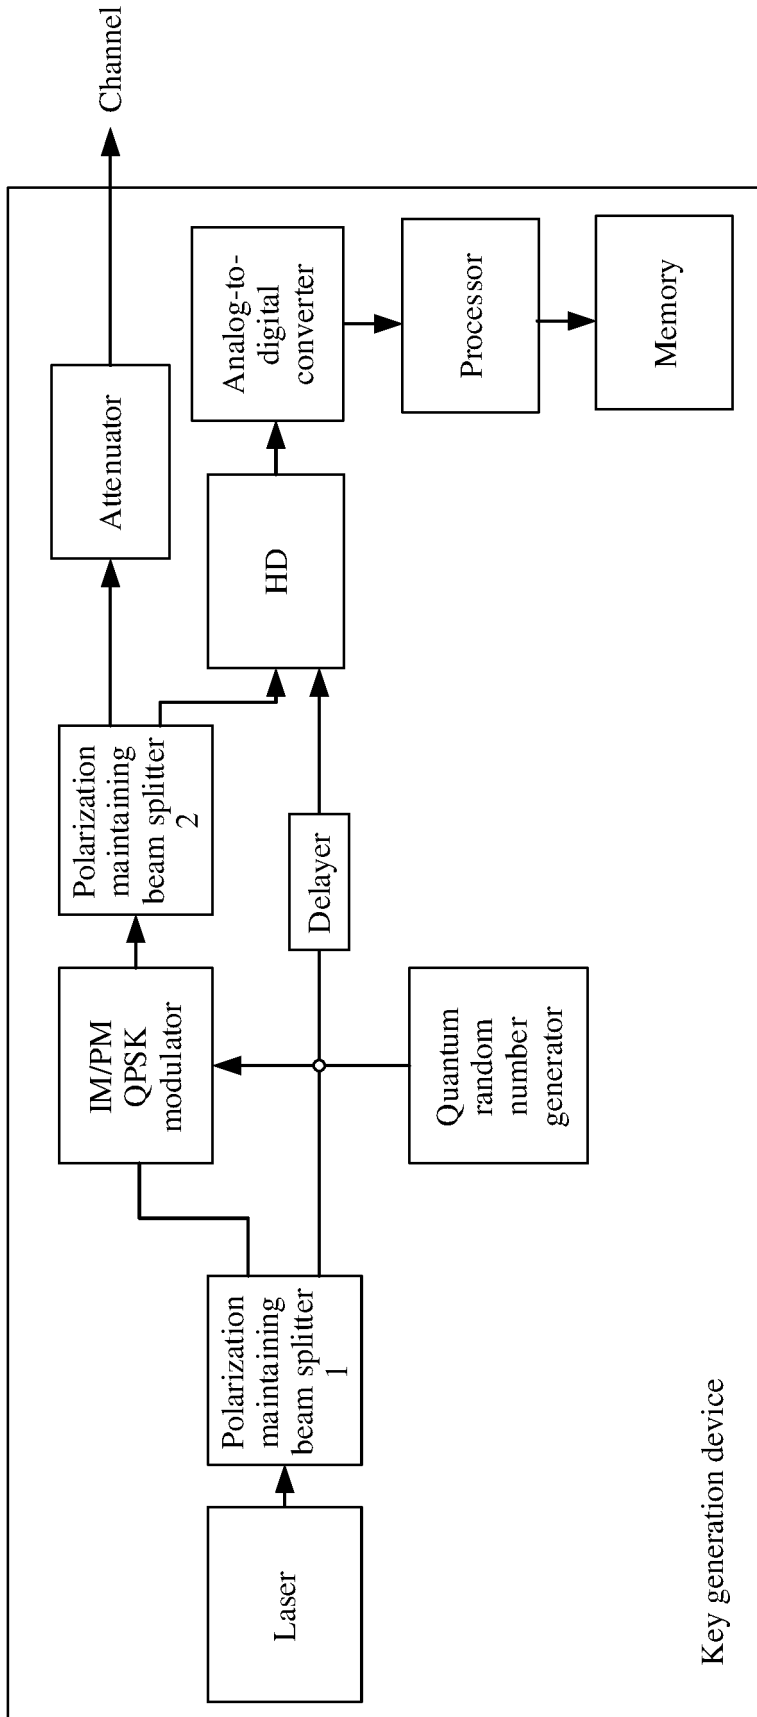 Laser
Polarization
maintaining
beam splitter
1
IM/PM
QPSK
modulator
Polarization
maintaining
beam splitter
2
Attenuator
Channel
Delayer
HD
Analog-to-
digital
converter
Quantum
random
number
generator
Processor
Memory
Key generation device